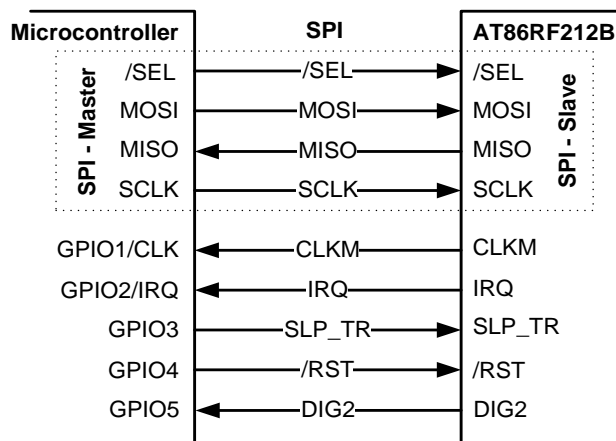 Microcontroller SPI AT86RF212B
/SEL /SEL /SEL
MOSI MOSI MOSI
MISO MISO MISO
SCLK SCLK SCLK
SPI - Master
SPI - Slave
GPIO1/CLK CLKM CLKM
GPIO2/IRQ IRQ IRQ
GPIO3 SLP_TR SLP_TR
GPIO4 /RST /RST
GPIO5 DIG2 DIG2